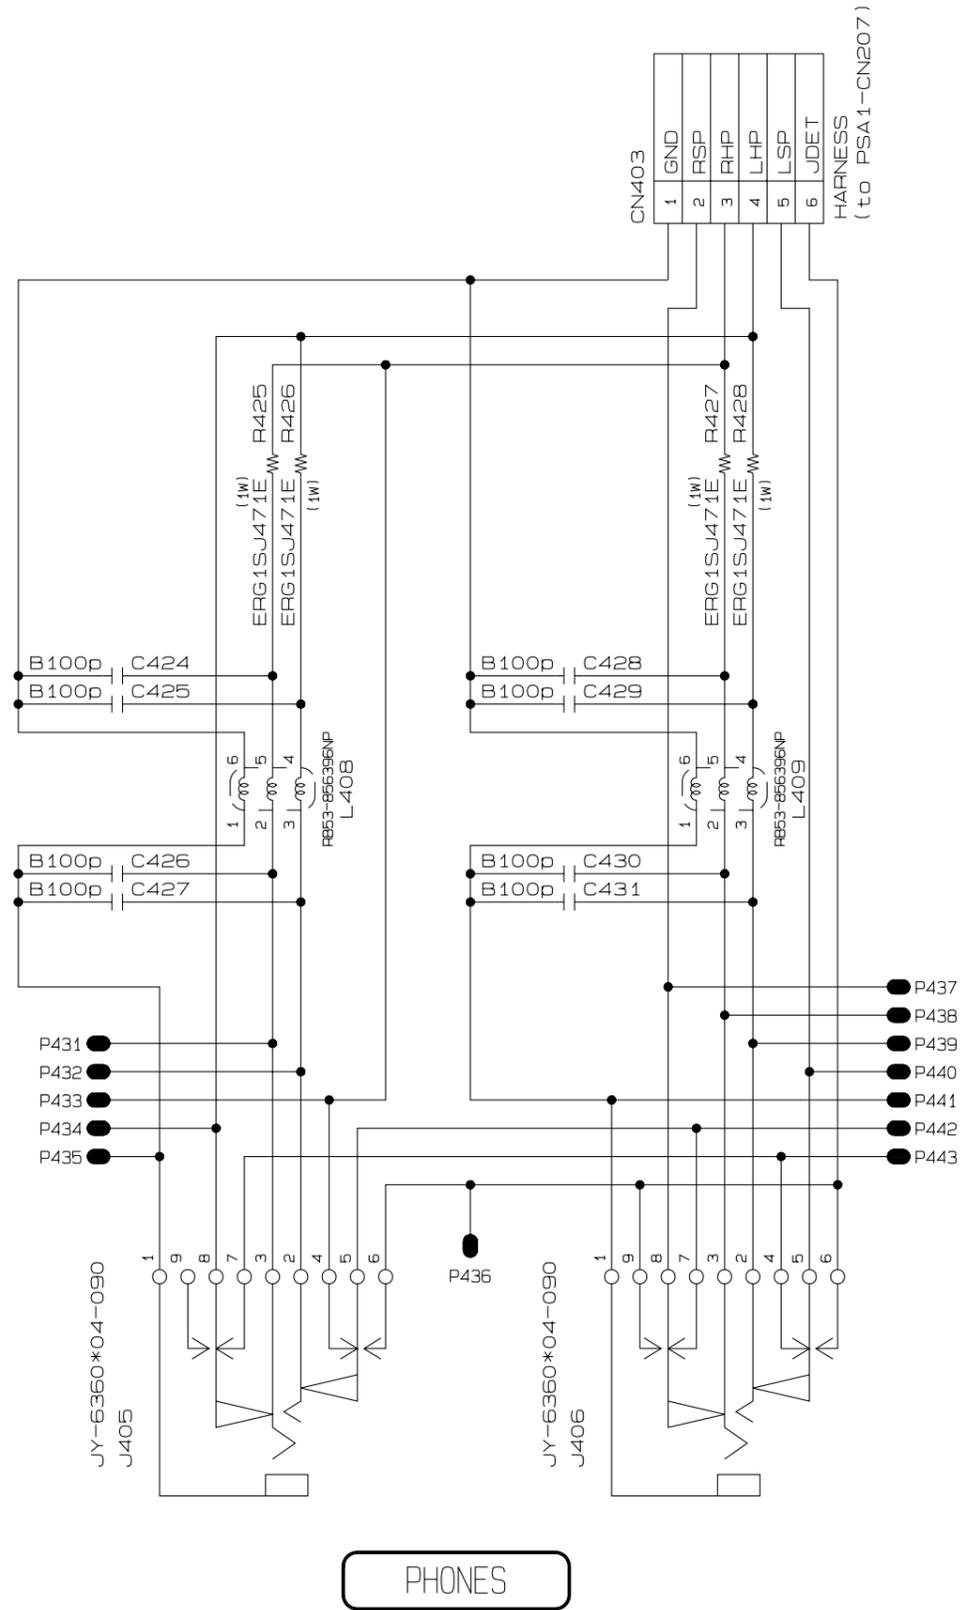 CN403
1 GND
2 RSP
3 RHP
4 LHP
5 LSP
6 JDET
HARNESS
(to PSA1-CN207)
R425
(1W)
ERG1SJ471E
R426
(1W)
ERG1SJ471E
R427
(1W)
ERG1SJ471E
R428
(1W)
ERG1SJ471E
B100p C424
B100p C425
B100p C428
B100p C429
6 5 4
1 2 3
RB53-856396NP
L408
6 5 4
1 2 3
RB53-856396NP
L409
B100p C426
B100p C427
B100p C430
B100p C431
P431
P432
P433
P434
P435
P437
P438
P439
P440
P441
P442
P443
P436
1 9 8 7 3 2 4 5 6
JY-6360*04-090
J405
1 9 8 7 3 2 4 5 6
JY-6360*04-090
J406
PHONES